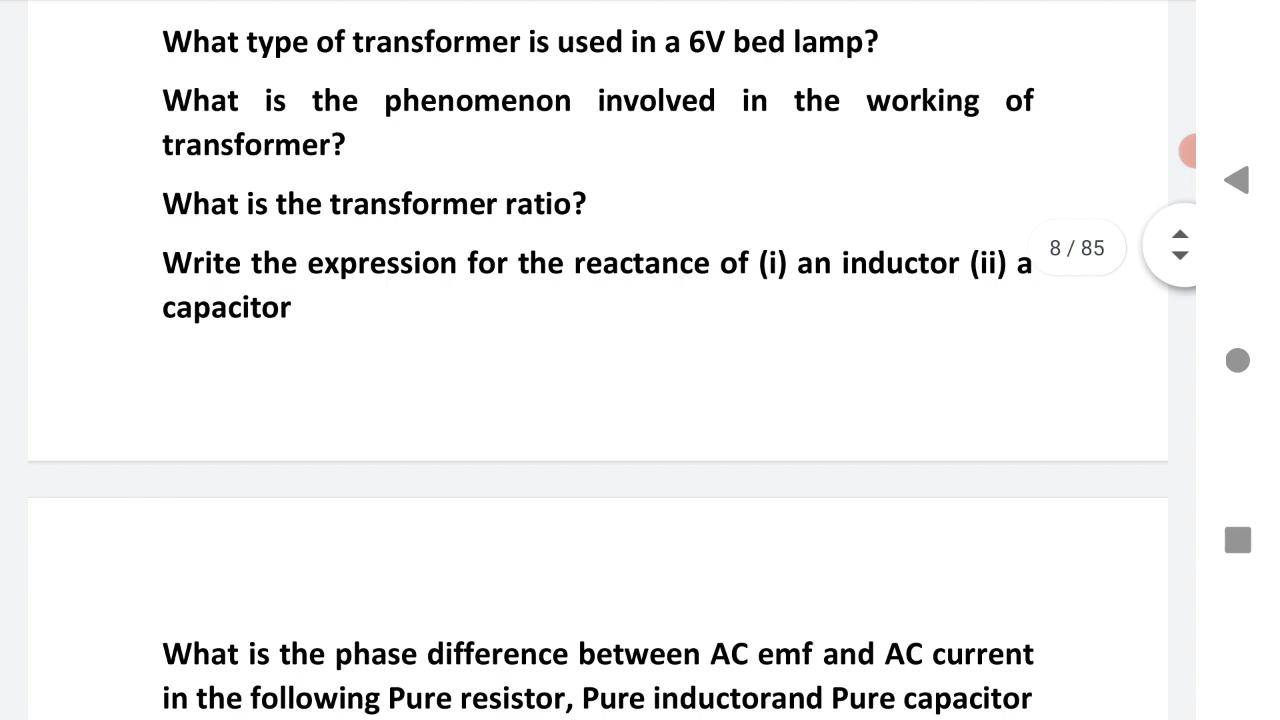 What type of transformer is used in a 6V bed lamp?
What is the phenomenon involved in the working of
transformer?
What is the transformer ratio?
Write the expression for the reactance of (i) an inductor (ii) a
capacitor
8 / 85
What is the phase difference between AC emf and AC current
in the following Pure resistor, Pure inductorand Pure capacitor